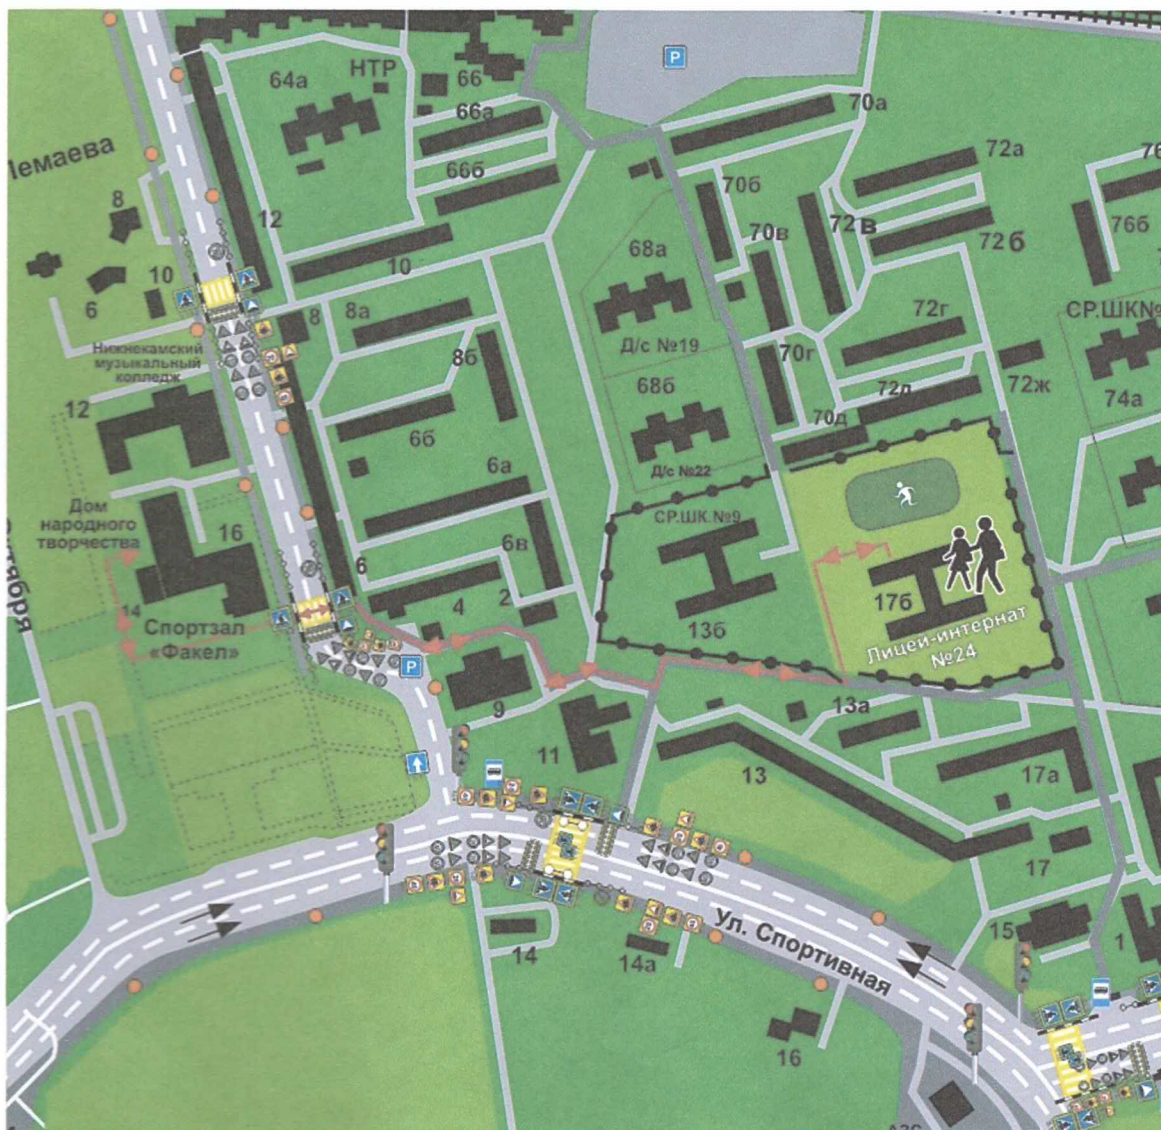 P
НТР
66
64а
70а
66а
72а
66б
70б
8
12
68а
70в
72в
72б
76б
10
10
6
8а
8
СР.ШК№
Нижнекамский
музыкальный
колледж
8б
Д/с №19
70г
72г
72ж
74а
12
68б
72д
6б
70д
6а
Д/с №22
Дом
народного
творчества
16
СР.ШК.№9
6в
6
4
2
17б
14
Спортзал
«Факел»
13б
Лицей-интернат
№24
P
9
13а
11
13
17а
17
Ул. Спортивная
15
1
14
14а
16